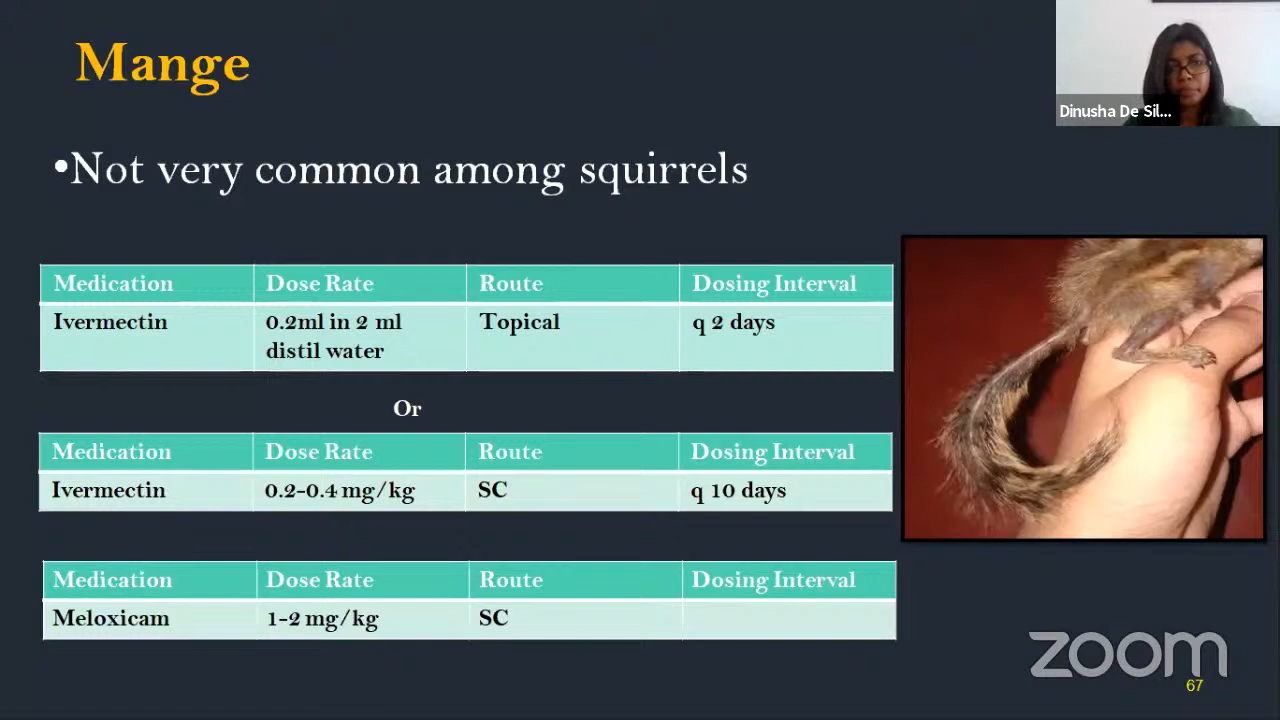 Mange
Dinusha De Sil...
•Not very common among squirrels
Medication Dose Rate Route Dosing Interval
Ivermectin 0.2ml in 2 ml Topical q 2 days
distil water
Or
Medication Dose Rate Route Dosing Interval
Ivermectin 0.2-0.4 mg/kg SC q 10 days
Medication Dose Rate Route Dosing Interval
Meloxicam 1-2 mg/kg SC
zoom
67